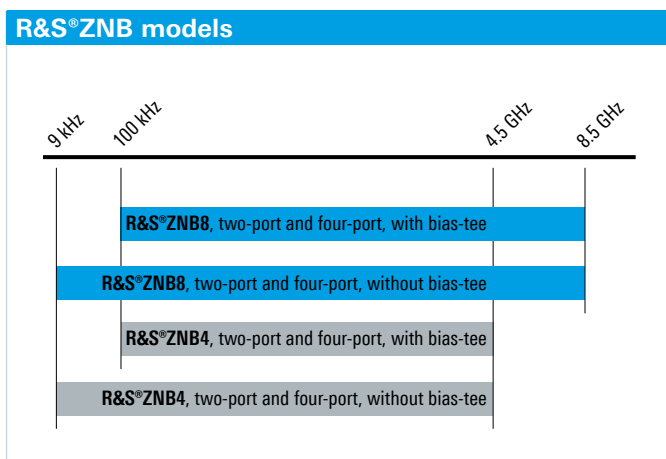 R&S®ZNB models
9 kHz
100 kHz
4.5 GHz
8.5 GHz
R&S®ZNB8, two-port and four-port, with bias-tee
R&S®ZNB8, two-port and four-port, without bias-tee
R&S®ZNB4, two-port and four-port, with bias-tee
R&S®ZNB4, two-port and four-port, without bias-tee